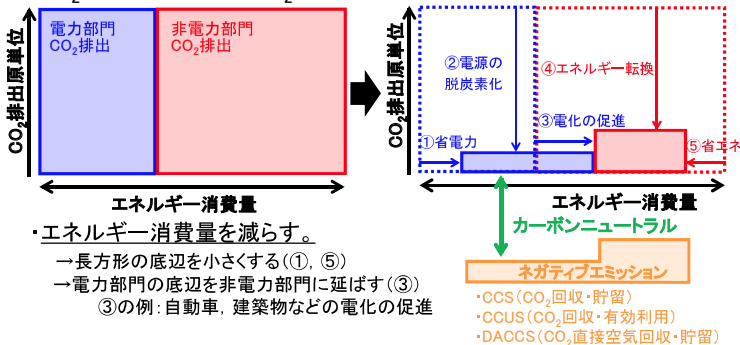 電力部門
CO₂排出
非電力部門
CO₂排出
CO₂排出原単位
エネルギー消費量
CO₂排出原単位
②電源の
脱炭素化
④エネルギー転換
③電化の促進
①省電力
⑤省エネ
エネルギー消費量
カーボンニュートラル
ネガティブエミッション
・CCS(CO₂回収・貯留)
・CCUS(CO₂回収・有効利用)
・DACCS(CO₂直接空気回収・貯留)
・エネルギー消費量を減らす。
→長方形の底辺を小さくする(①, ⑤)
→電力部門の底辺を非電力部門に延ばす(③)
③の例:自動車, 建築物などの電化の促進